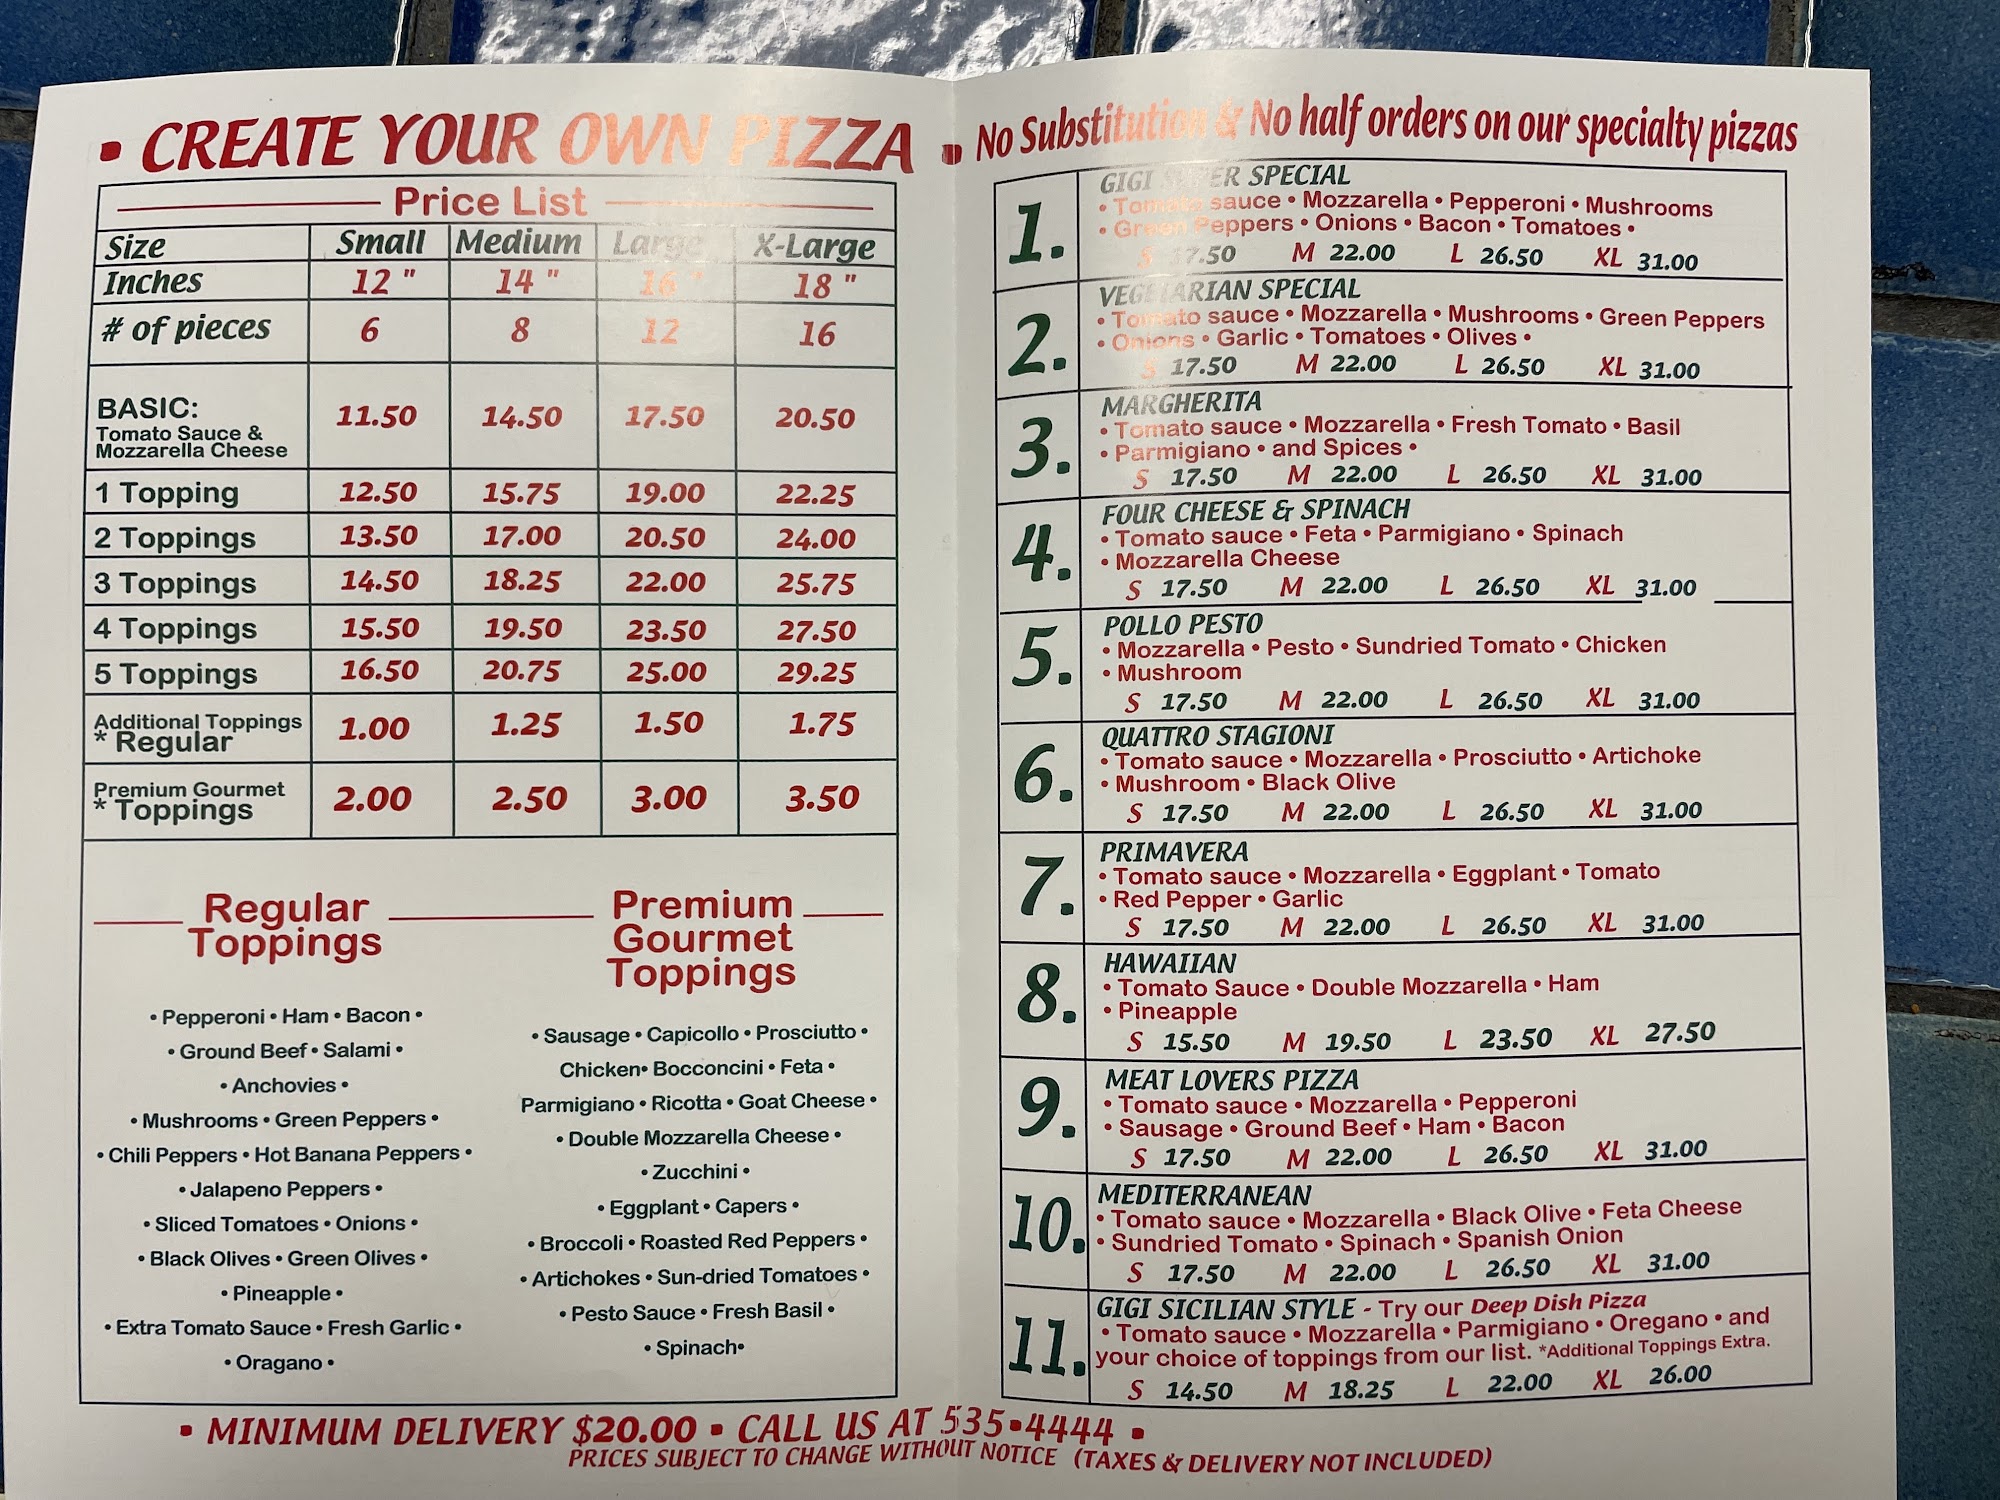 • CREATE YOUR OWN PIZZA •
Price List
Size Small Medium Large X-Large
Inches 12 " 14 " 16 " 18 "
# of pieces 6 8 12 16
BASIC:
Tomato Sauce &
Mozzarella Cheese
11.50 14.50 17.50 20.50
1 Topping 12.50 15.75 19.00 22.25
2 Toppings 13.50 17.00 20.50 24.00
3 Toppings 14.50 18.25 22.00 25.75
4 Toppings 15.50 19.50 23.50 27.50
5 Toppings 16.50 20.75 25.00 29.25
Additional Toppings
* Regular
1.00 1.25 1.50 1.75
Premium Gourmet
* Toppings
2.00 2.50 3.00 3.50
Regular
Toppings
• Pepperoni • Ham • Bacon •
• Ground Beef • Salami •
• Anchovies •
• Mushrooms • Green Peppers •
• Chili Peppers • Hot Banana Peppers •
• Jalapeno Peppers •
• Sliced Tomatoes • Onions •
• Black Olives • Green Olives •
• Pineapple •
• Extra Tomato Sauce • Fresh Garlic •
• Oragano •
Premium
Gourmet
Toppings
• Sausage • Capicollo • Prosciutto •
Chicken• Bocconcini • Feta •
Parmigiano • Ricotta • Goat Cheese •
• Double Mozzarella Cheese •
• Zucchini •
• Eggplant • Capers •
• Broccoli • Roasted Red Peppers •
• Artichokes • Sun-dried Tomatoes •
• Pesto Sauce • Fresh Basil •
• Spinach•
No Substitution & No half orders on our specialty pizzas
1.
GIGI SUPER SPECIAL
• Tomato sauce • Mozzarella • Pepperoni • Mushrooms
• Green Peppers • Onions • Bacon • Tomatoes •
S 17.50 M 22.00 L 26.50 XL 31.00
2.
VEGETARIAN SPECIAL
• Tomato sauce • Mozzarella • Mushrooms • Green Peppers
• Onions • Garlic • Tomatoes • Olives •
S 17.50 M 22.00 L 26.50 XL 31.00
3.
MARGHERITA
• Tomato sauce • Mozzarella • Fresh Tomato • Basil
• Parmigiano • and Spices •
S 17.50 M 22.00 L 26.50 XL 31.00
4.
FOUR CHEESE & SPINACH
• Tomato sauce • Feta • Parmigiano • Spinach
• Mozzarella Cheese
S 17.50 M 22.00 L 26.50 XL 31.00
5.
POLLO PESTO
• Mozzarella • Pesto • Sundried Tomato • Chicken
• Mushroom
S 17.50 M 22.00 L 26.50 XL 31.00
6.
QUATTRO STAGIONI
• Tomato sauce • Mozzarella • Prosciutto • Artichoke
• Mushroom • Black Olive
S 17.50 M 22.00 L 26.50 XL 31.00
7.
PRIMAVERA
• Tomato sauce • Mozzarella • Eggplant • Tomato
• Red Pepper • Garlic
S 17.50 M 22.00 L 26.50 XL 31.00
8.
HAWAIIAN
• Tomato Sauce • Double Mozzarella • Ham
• Pineapple
S 15.50 M 19.50 L 23.50 XL 27.50
9.
MEAT LOVERS PIZZA
• Tomato sauce • Mozzarella • Pepperoni
• Sausage • Ground Beef • Ham • Bacon
S 17.50 M 22.00 L 26.50 XL 31.00
10.
MEDITERRANEAN
• Tomato sauce • Mozzarella • Black Olive • Feta Cheese
• Sundried Tomato • Spinach • Spanish Onion
S 17.50 M 22.00 L 26.50 XL 31.00
11.
GIGI SICILIAN STYLE - Try our Deep Dish Pizza
• Tomato sauce • Mozzarella • Parmigiano • Oregano • and
your choice of toppings from our list. *Additional Toppings Extra.
S 14.50 M 18.25 L 22.00 XL 26.00
• MINIMUM DELIVERY $20.00 • CALL US AT 535•4444 •
PRICES SUBJECT TO CHANGE WITHOUT NOTICE (TAXES & DELIVERY NOT INCLUDED)